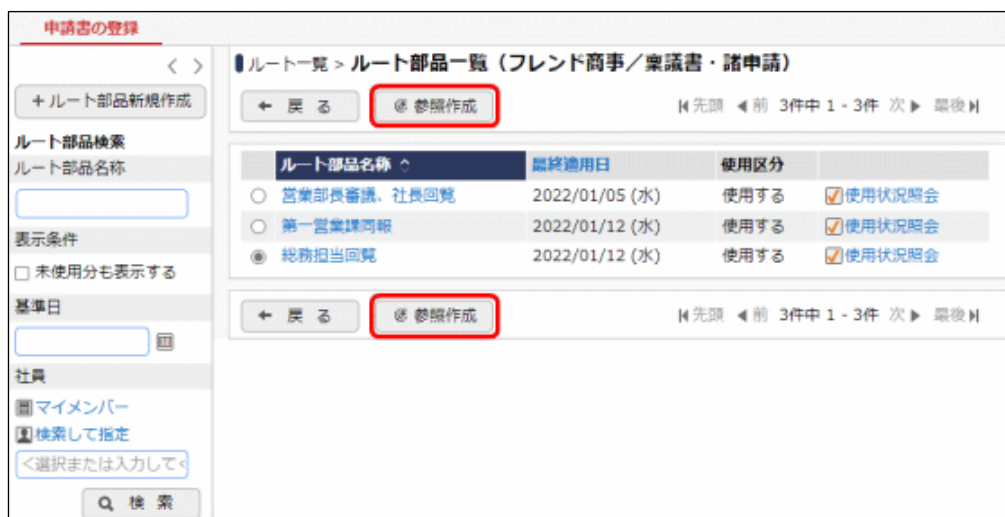 申請書の登録
< >
+ルート部品新規作成
ルート部品検索
ルート部品名称
表示条件
未使用分も表示する
基準日
社員
マイメンバー
検索して指定
<選択または入力して<
検 索
ルート一覧 > ルート部品一覧（フレンド商事／稟議書・諸申請）
戻 る 参照作成 先頭 前 3件中 1 - 3件 次 最後
ルート部品名称 最終適用日 使用区分
営業部長審議、社長回覧 2022/01/05 (水) 使用する 使用状況照会
第一営業課同報 2022/01/12 (水) 使用する 使用状況照会
総務担当回覧 2022/01/12 (水) 使用する 使用状況照会
戻 る 参照作成 先頭 前 3件中 1 - 3件 次 最後